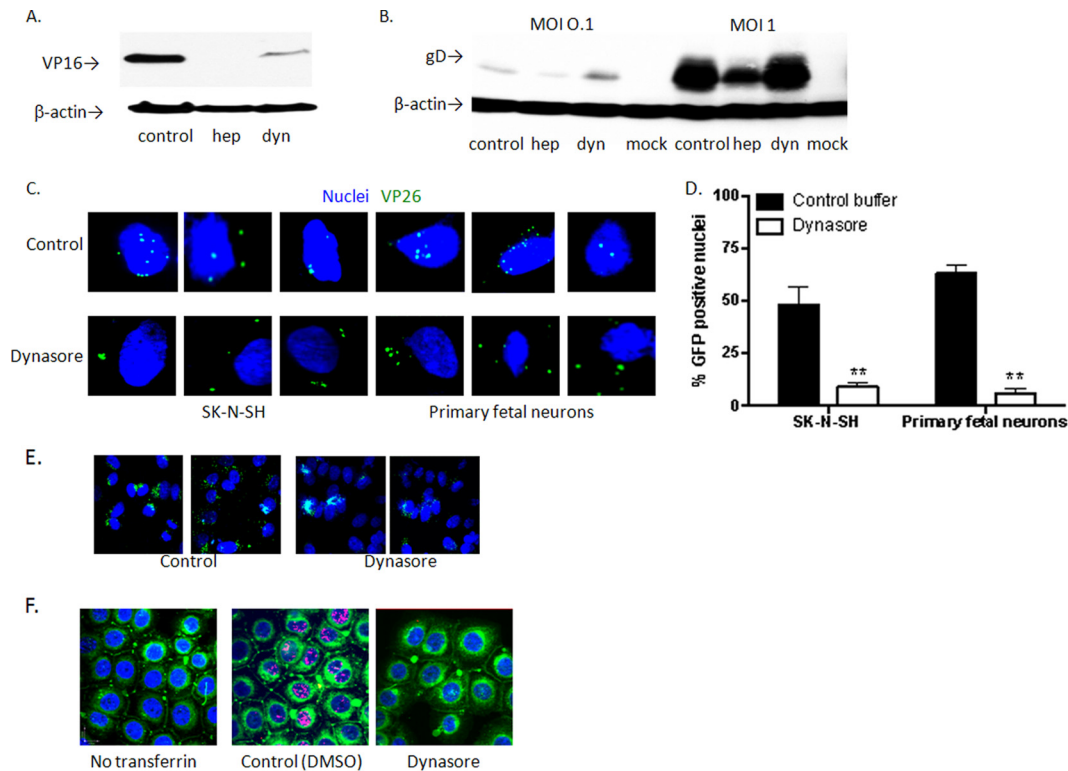 A.
VP16→
β-actin→
control hep dyn
B.
MOI O.1 MOI 1
gD→
β-actin→
control hep dyn mock control hep dyn mock
C.
Nuclei VP26
Control
Dynasore
SK-N-SH Primary fetal neurons
D.
Control buffer
Dynasore
% GFP positive nuclei
100
75
50
25
0
** **
SK-N-SH Primary fetal neurons
E.
Control Dynasore
F.
No transferrin Control (DMSO) Dynasore